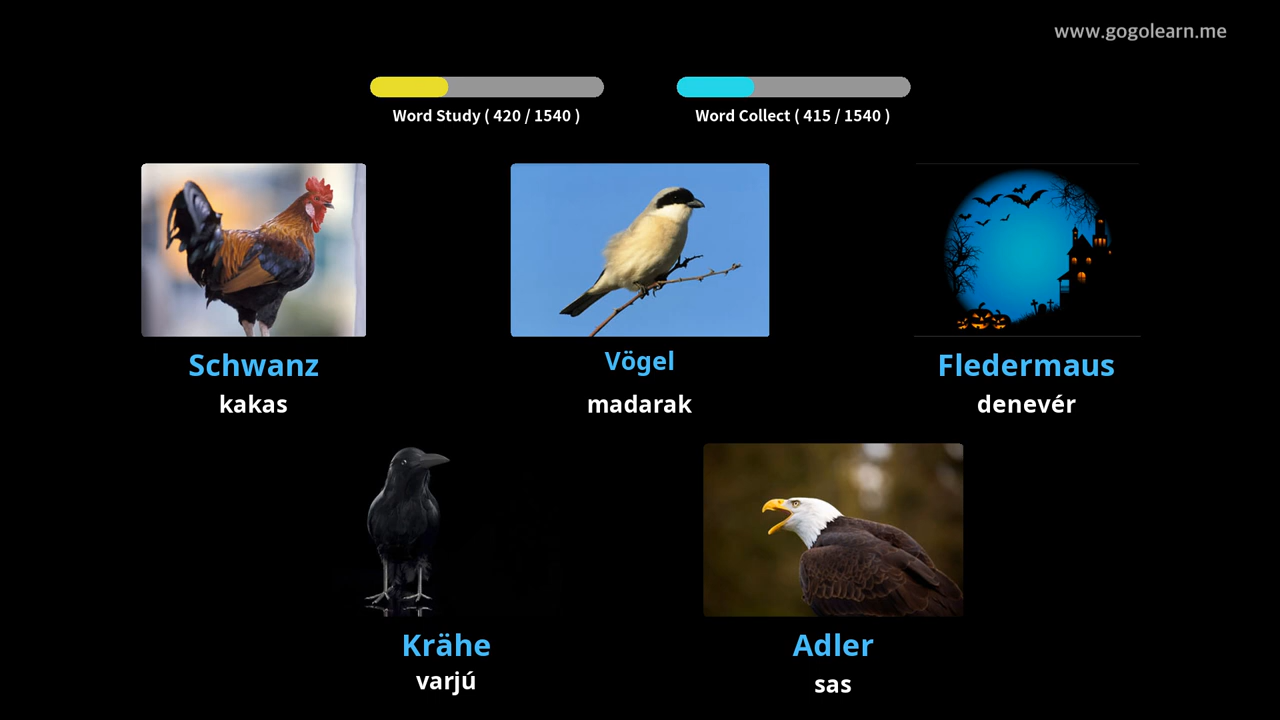 www.gogolearn.me
Word Study ( 420 / 1540 )
Word Collect ( 415 / 1540 )
Schwanz
kakas
Vögel
madarak
Fledermaus
denevér
Krähe
varjú
Adler
sas